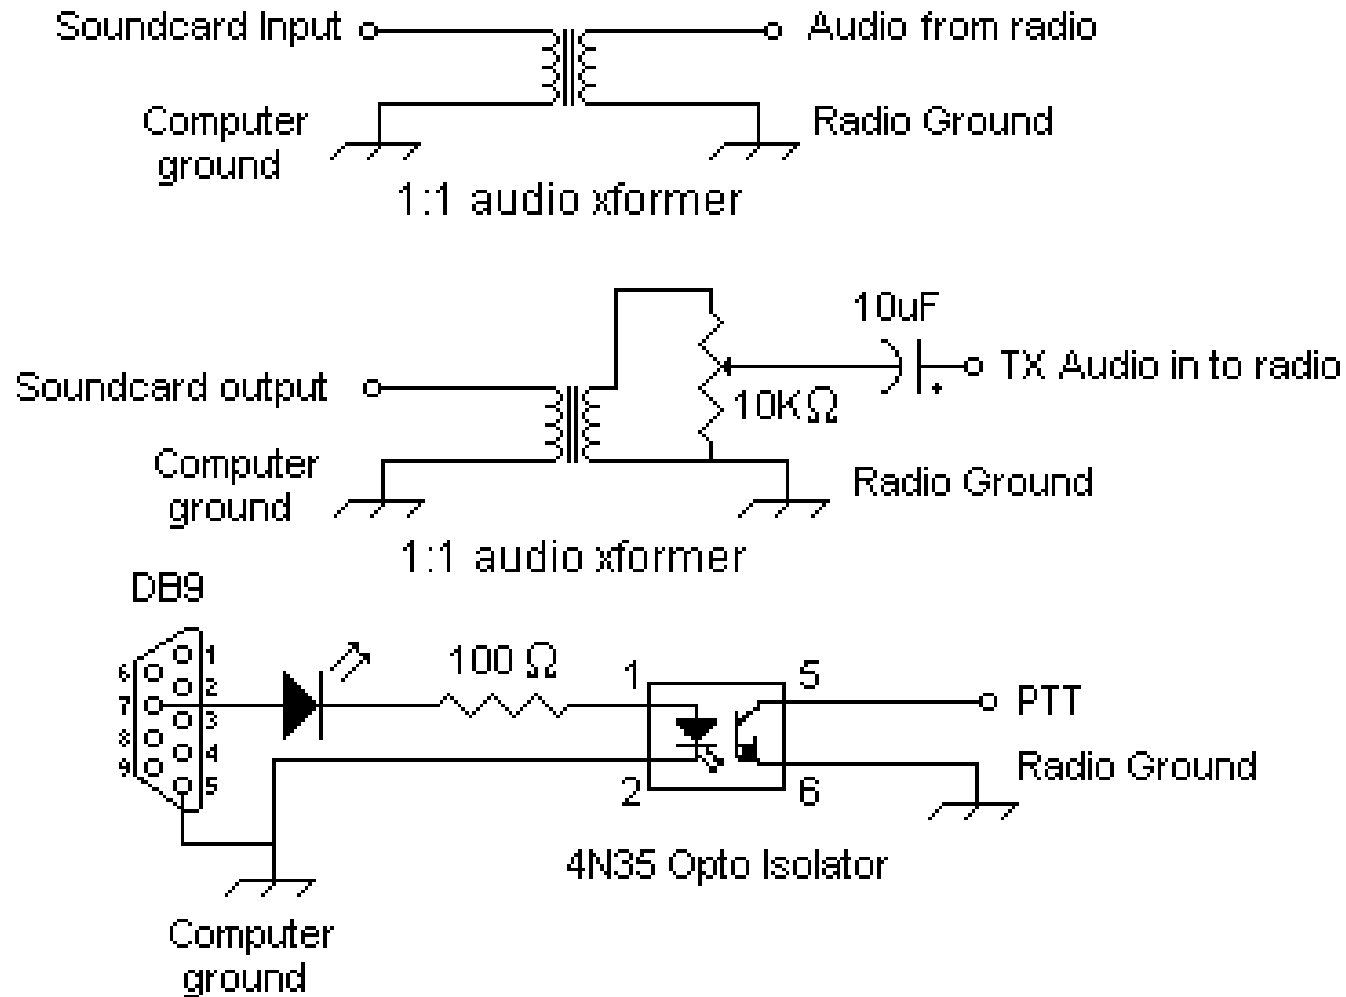 Soundcard Input
Audio from radio
Computer
ground
Radio Ground
1:1 audio xformer
10uF
TX Audio in to radio
Soundcard output
10KΩ
Computer
ground
Radio Ground
1:1 audio xformer
DB9
1
2
3
4
5
6
7
8
9
100 Ω
1
2
5
6
PTT
Radio Ground
4N35 Opto Isolator
Computer
ground